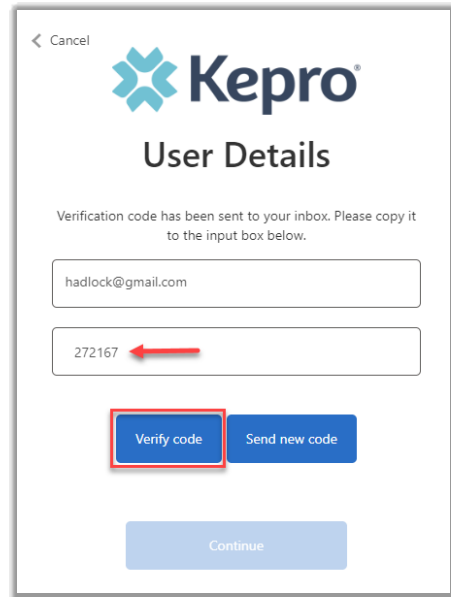 Cancel
Kepro®
User Details
Verification code has been sent to your inbox. Please copy it
to the input box below.
hadlock@gmail.com
272167
Verify code Send new code
Continue